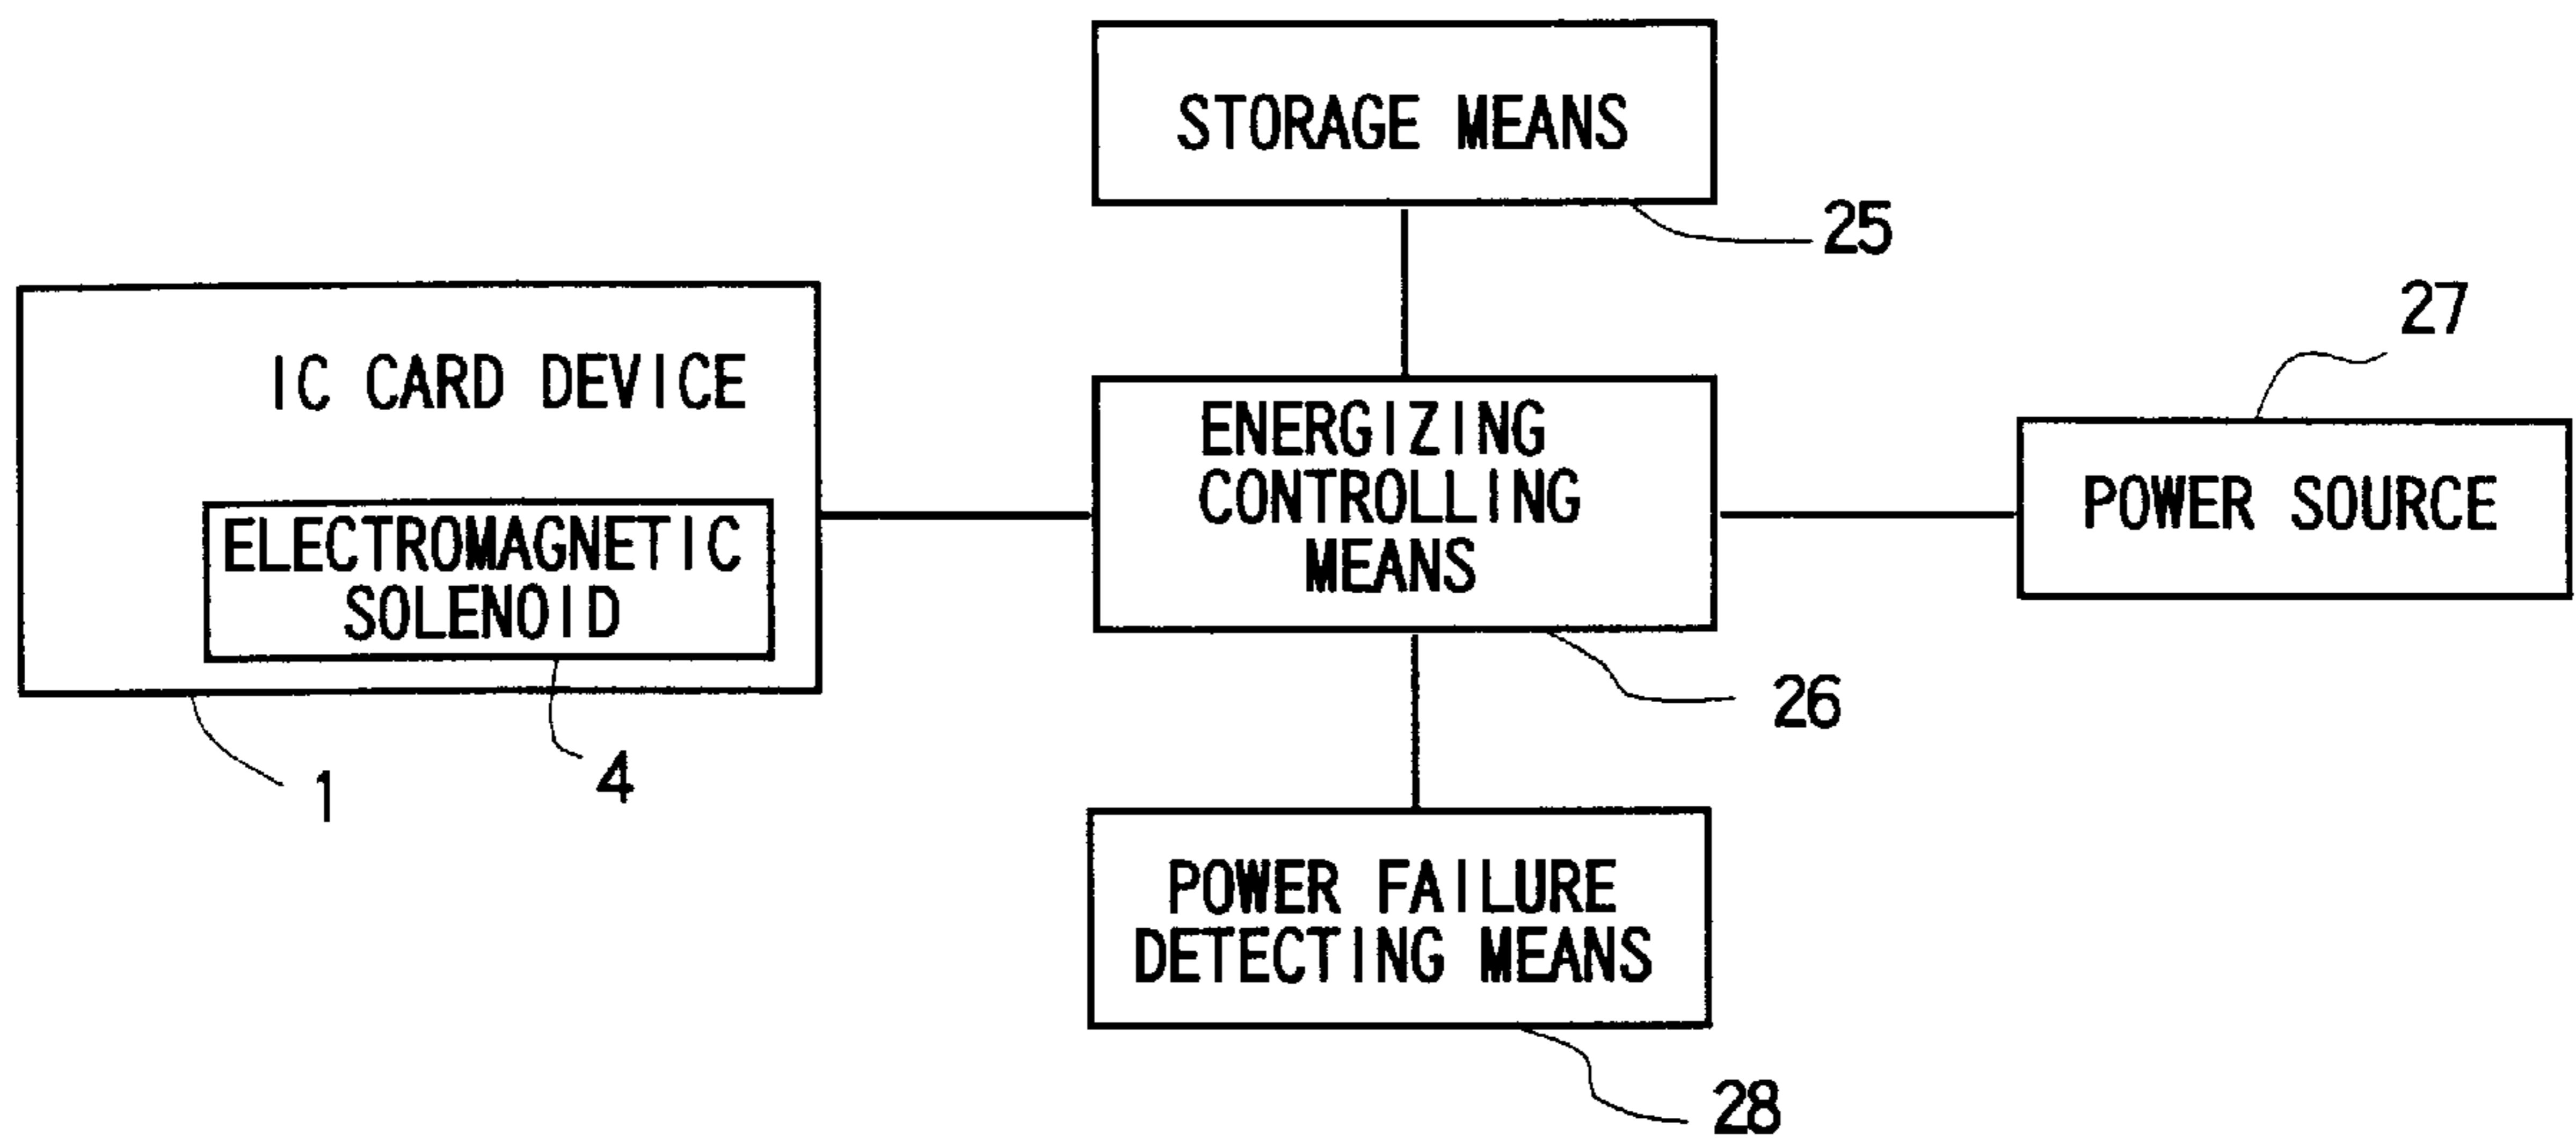 STORAGE MEANS
25
27
IC CARD DEVICE
ELECTROMAGNETIC
SOLENOID
1
4
ENERGIZING
CONTROLLING
MEANS
26
POWER SOURCE
POWER FAILURE
DETECTING MEANS
28